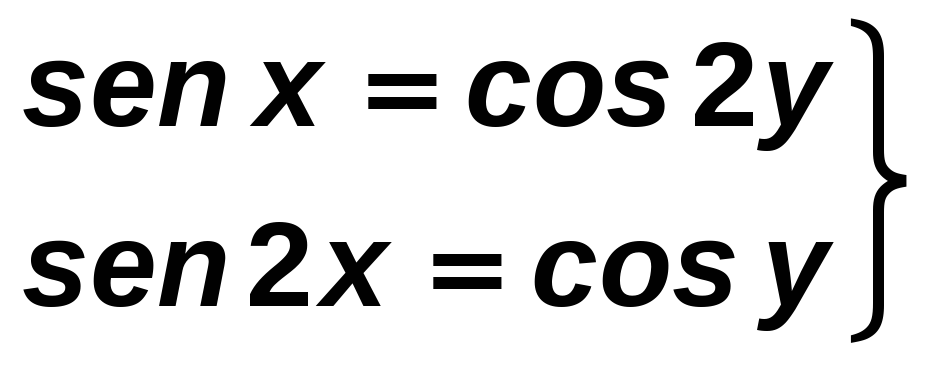 sen x = cos 2y
sen 2x = cos y